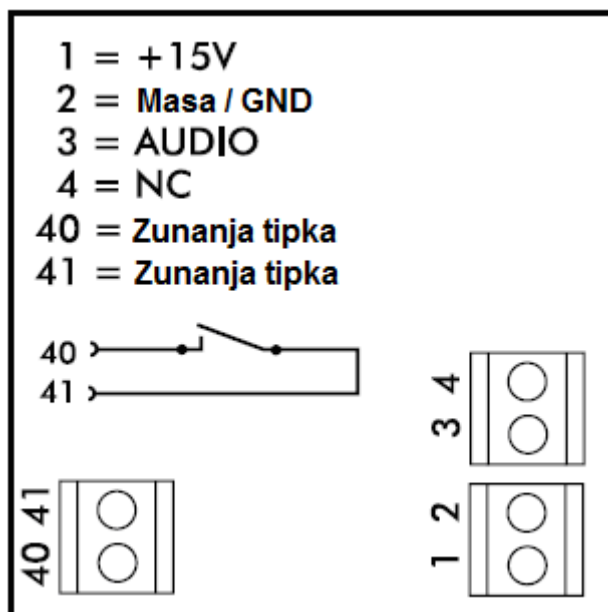 1 = +15V
2 = Masa / GND
3 = AUDIO
4 = NC
40 = Zunanja tipka
41 = Zunanja tipka
40
41
3 4
40 41
1 2